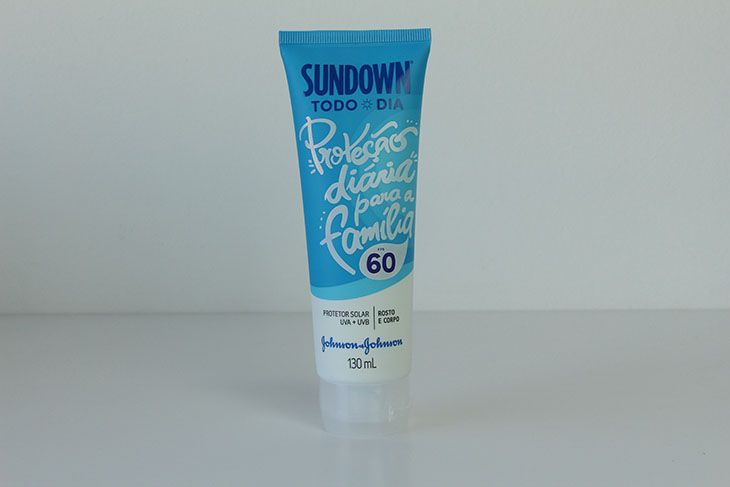 SUNDOWN
TODO DIA
Proteção
diária
para a
família
FPS
60
PROTETOR SOLAR
UVA + UVB
ROSTO
E CORPO
Johnson & Johnson
130 mL